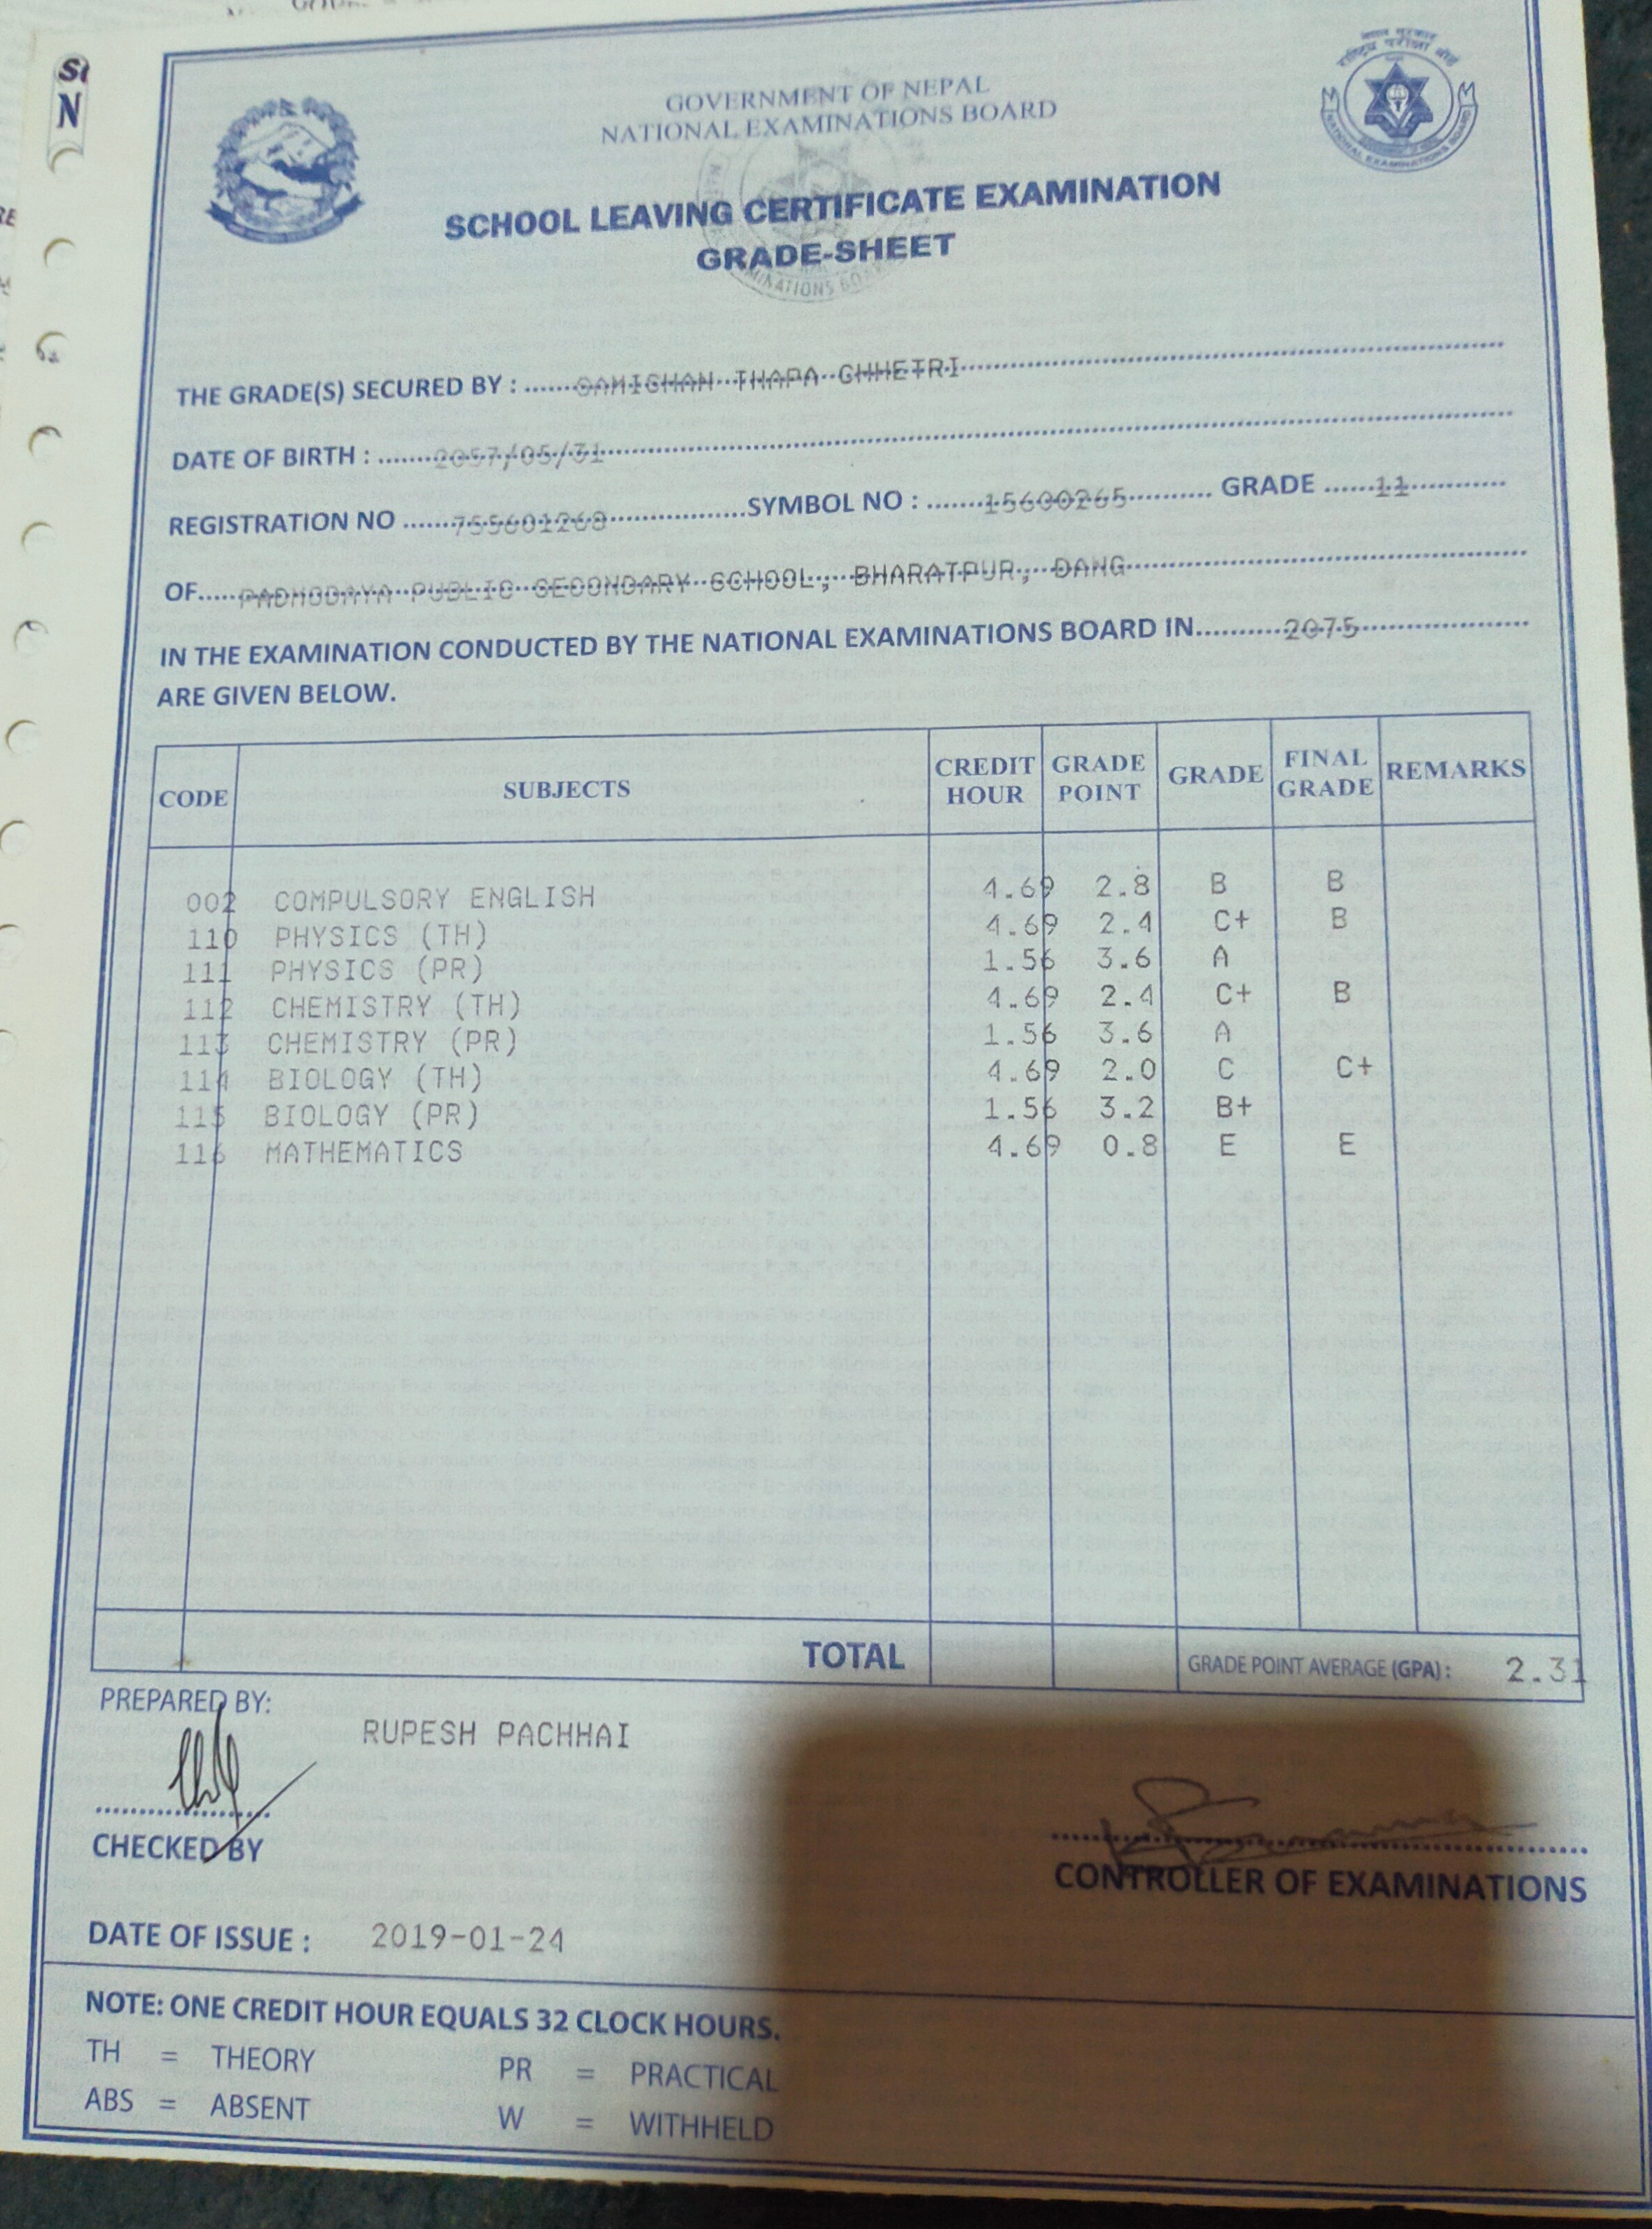 GOVERNMENT OF NEPAL
NATIONAL EXAMINATIONS BOARD
SCHOOL LEAVING CERTIFICATE EXAMINATION
GRADE-SHEET
THE GRADE(S) SECURED BY : THAPA CHHETRI
DATE OF BIRTH : 2057/05/31
REGISTRATION NO 755601268 SYMBOL NO : 15600265 GRADE 11
OF PADMODAYA PUBLIC SECONDARY SCHOOL, BHARATPUR, DANG
IN THE EXAMINATION CONDUCTED BY THE NATIONAL EXAMINATIONS BOARD IN 2075
ARE GIVEN BELOW.
CODE SUBJECTS CREDIT HOUR GRADE POINT GRADE FINAL GRADE REMARKS
002 COMPULSORY ENGLISH 4.69 2.8 B B
110 PHYSICS (TH) 4.69 2.4 C+ B
111 PHYSICS (PR) 1.56 3.6 A
112 CHEMISTRY (TH) 4.69 2.4 C+ B
113 CHEMISTRY (PR) 1.56 3.6 A
114 BIOLOGY (TH) 4.69 2.0 C C+
115 BIOLOGY (PR) 1.56 3.2 B+
116 MATHEMATICS 4.69 0.8 E E
TOTAL GRADE POINT AVERAGE (GPA) : 2.31
PREPARED BY:
RUPESH PACHHAI
CHECKED BY
CONTROLLER OF EXAMINATIONS
DATE OF ISSUE : 2019-01-24
NOTE: ONE CREDIT HOUR EQUALS 32 CLOCK HOURS.
TH = THEORY PR = PRACTICAL
ABS = ABSENT W = WITHHELD